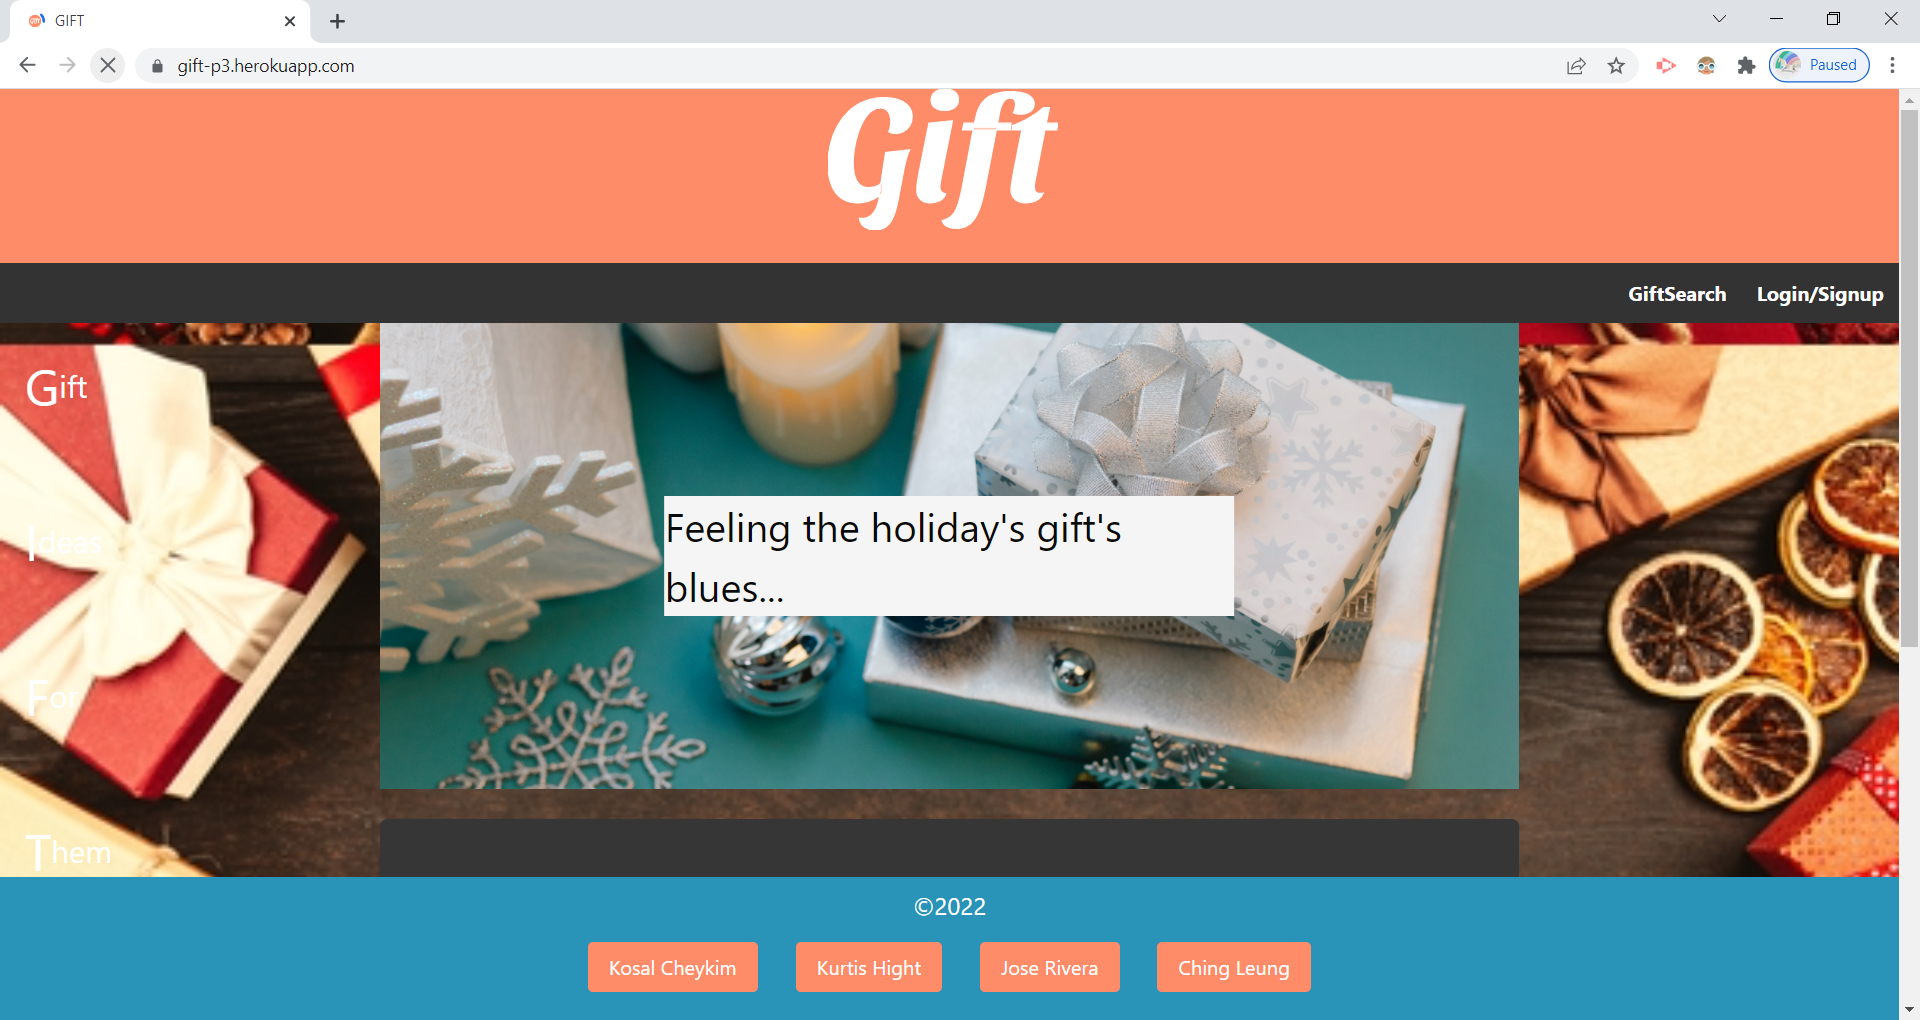 GIFT
gift-p3.herokuapp.com
Paused
Gift
GiftSearch Login/Signup
Gift
Ideas
For
Them
Feeling the holiday's gift's
blues...
©2022
Kosal Cheykim Kurtis Hight Jose Rivera Ching Leung